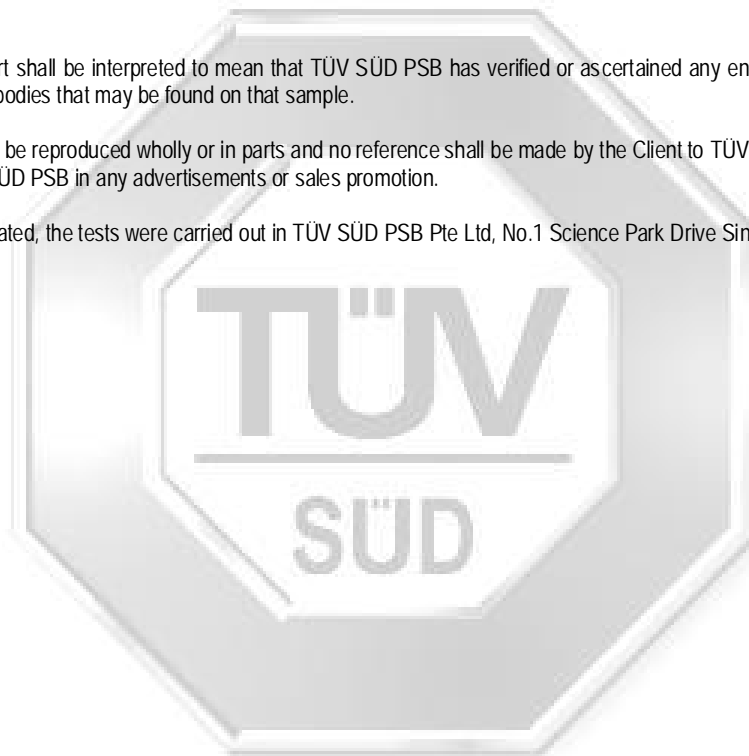 rt shall be interpreted to mean that TÜV SÜD PSB has verified or ascertained any en
bodies that may be found on that sample.
be reproduced wholly or in parts and no reference shall be made by the Client to TÜV
ÜD PSB in any advertisements or sales promotion.
ated, the tests were carried out in TÜV SÜD PSB Pte Ltd, No.1 Science Park Drive Sin
TÜV
SÜD